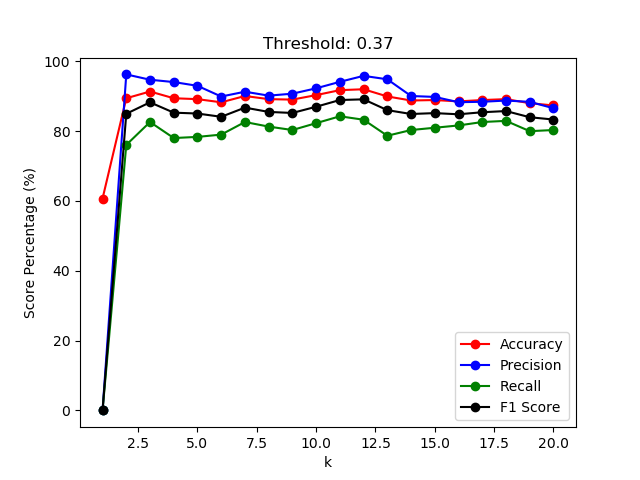 Threshold: 0.37
100
80
60
40
20
0
Score Percentage (%)
2.5 5.0 7.5 10.0 12.5 15.0 17.5 20.0
k
Accuracy
Precision
Recall
F1 Score